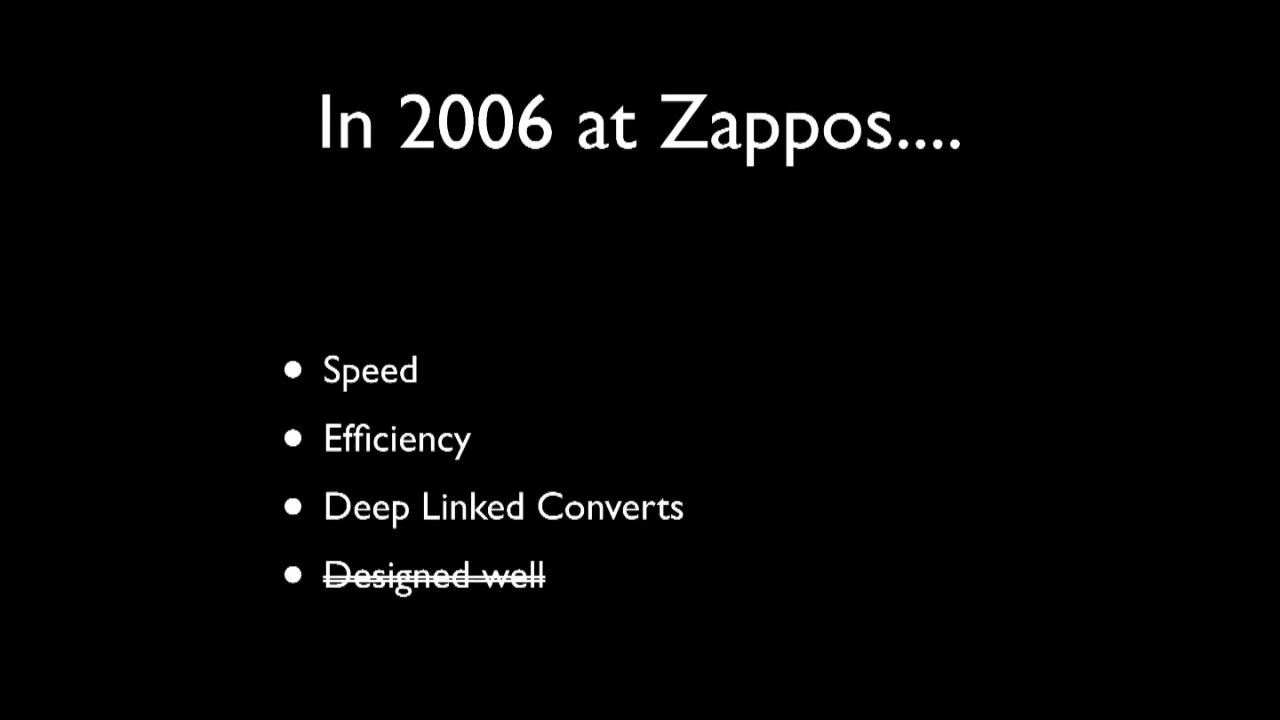 In 2006 at Zappos....
• Speed
• Efficiency
• Deep Linked Converts
• Designed well